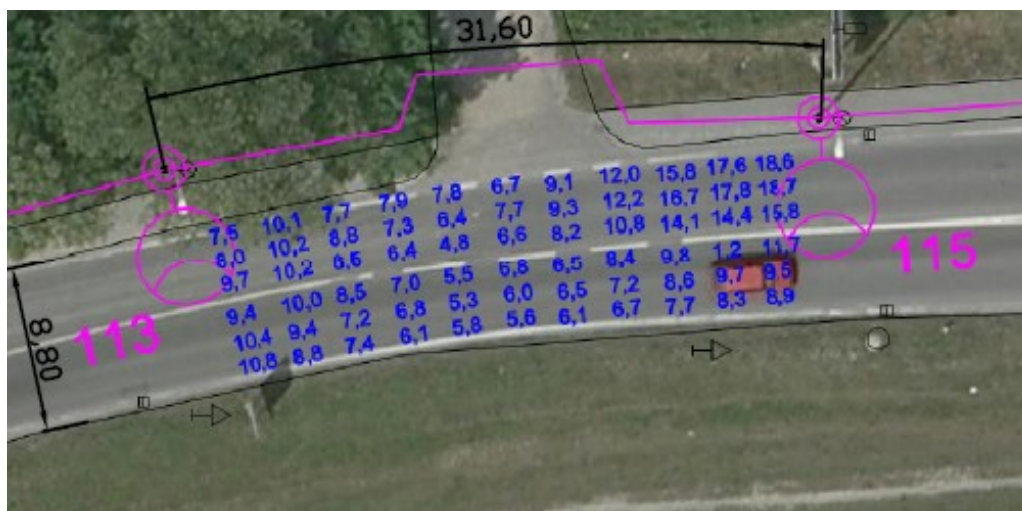 31,60
7,5 10,1 7,7 7,9 7,8 6,7 9,1 12,0 15,8 17,6 18,6
8,0 10,2 8,8 7,3 6,4 7,7 9,3 12,2 16,7 17,8 18,7
9,7 10,2 6,5 6,4 4,8 6,6 8,2 10,8 14,1 14,4 15,8
9,4 10,0 8,5 7,0 5,5 6,8 6,5 8,4 9,8 1,2 11,7
10,4 9,4 7,2 6,8 5,3 6,0 6,5 7,2 8,6 9,7 9,5
10,8 8,8 7,4 6,1 5,8 5,6 6,1 6,7 7,7 8,3 8,9
115
113
8,80